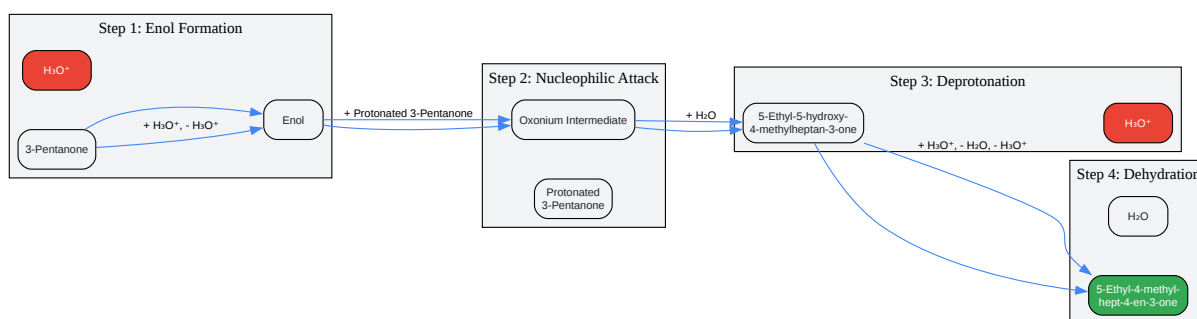 Step 1: Enol Formation
H₃O⁺
3-Pentanone
+ H₃O⁺, - H₃O⁺
Enol
+ Protonated 3-Pentanone
Step 2: Nucleophilic Attack
Oxonium Intermediate
Protonated
3-Pentanone
+ H₂O
Step 3: Deprotonation
5-Ethyl-5-hydroxy-
4-methylheptan-3-one
H₃O⁺
+ H₃O⁺, - H₂O, - H₃O⁺
Step 4: Dehydration
H₂O
5-Ethyl-4-methyl-
hept-4-en-3-one